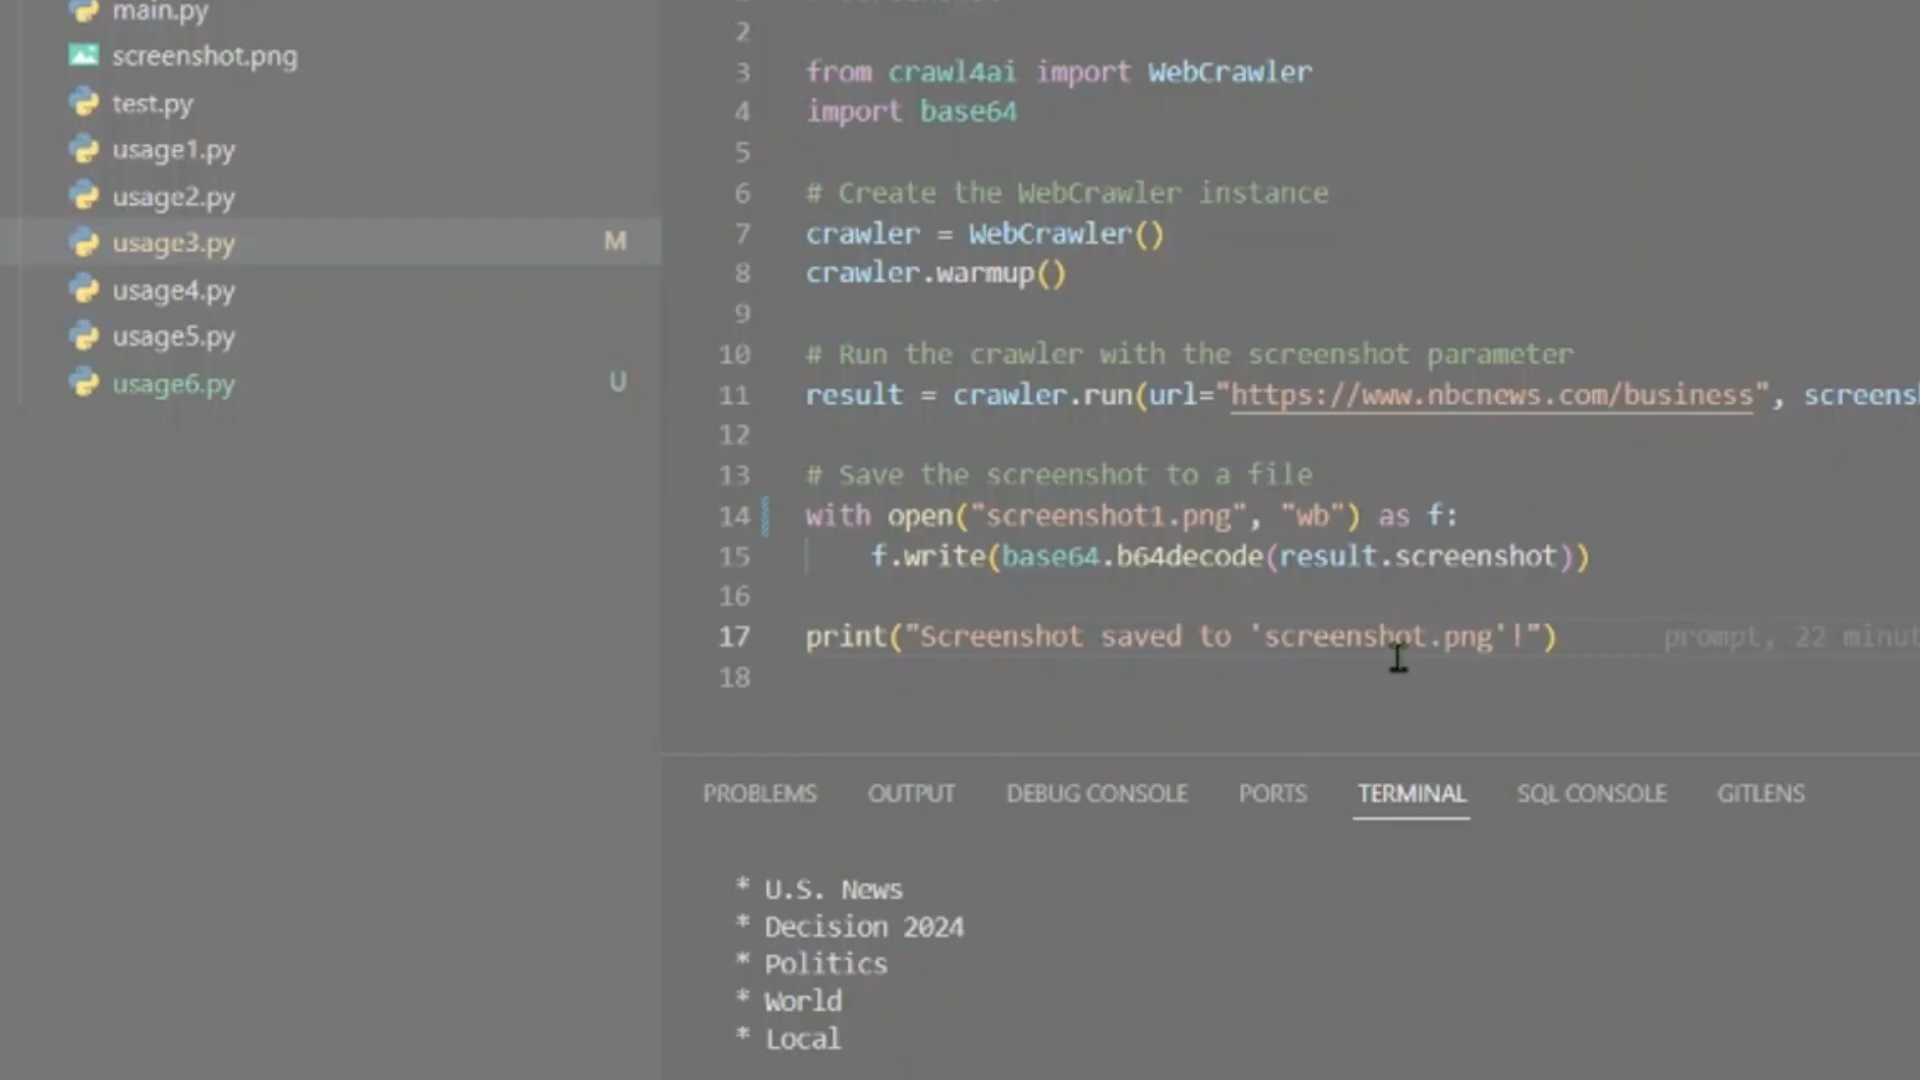 main.py
screenshot.png
test.py
usage1.py
usage2.py
usage3.py M
usage4.py
usage5.py
usage6.py U
2
3 from crawl4ai import WebCrawler
4 import base64
5
6 # Create the WebCrawler instance
7 crawler = WebCrawler()
8 crawler.warmup()
9
10 # Run the crawler with the screenshot parameter
11 result = crawler.run(url="https://www.nbcnews.com/business", screens
12
13 # Save the screenshot to a file
14 with open("screenshot1.png", "wb") as f:
15 f.write(base64.b64decode(result.screenshot))
16
17 print("Screenshot saved to 'screenshot.png'!") prompt, 22 minut
18
PROBLEMS OUTPUT DEBUG CONSOLE PORTS TERMINAL SQL CONSOLE GITLENS
* U.S. News
* Decision 2024
* Politics
* World
* Local